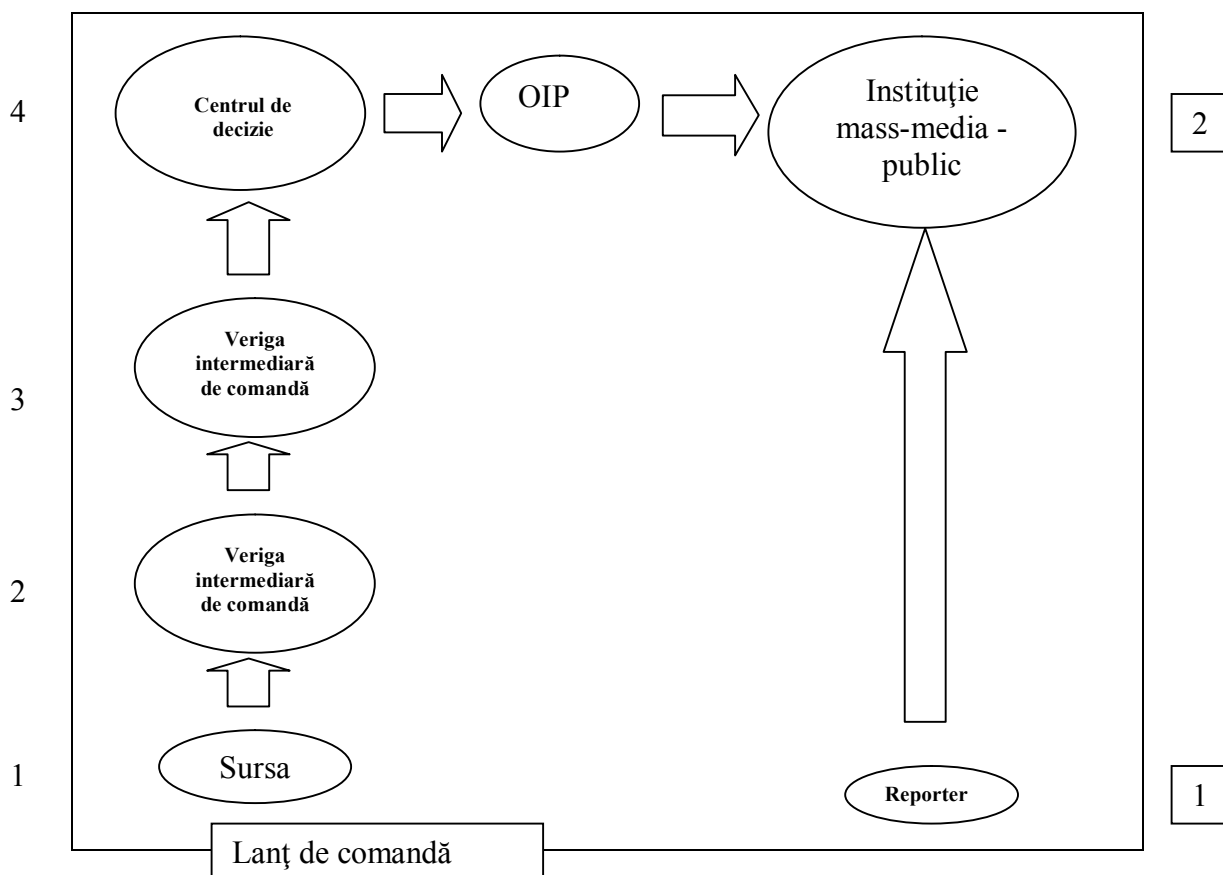 4
Centrul de
decizie
OIP
Instituţie
mass-media -
public
2
Veriga
intermediară
de comandă
3
Veriga
intermediară
de comandă
2
Sursa
1
Reporter
1
Lanţ de comandă